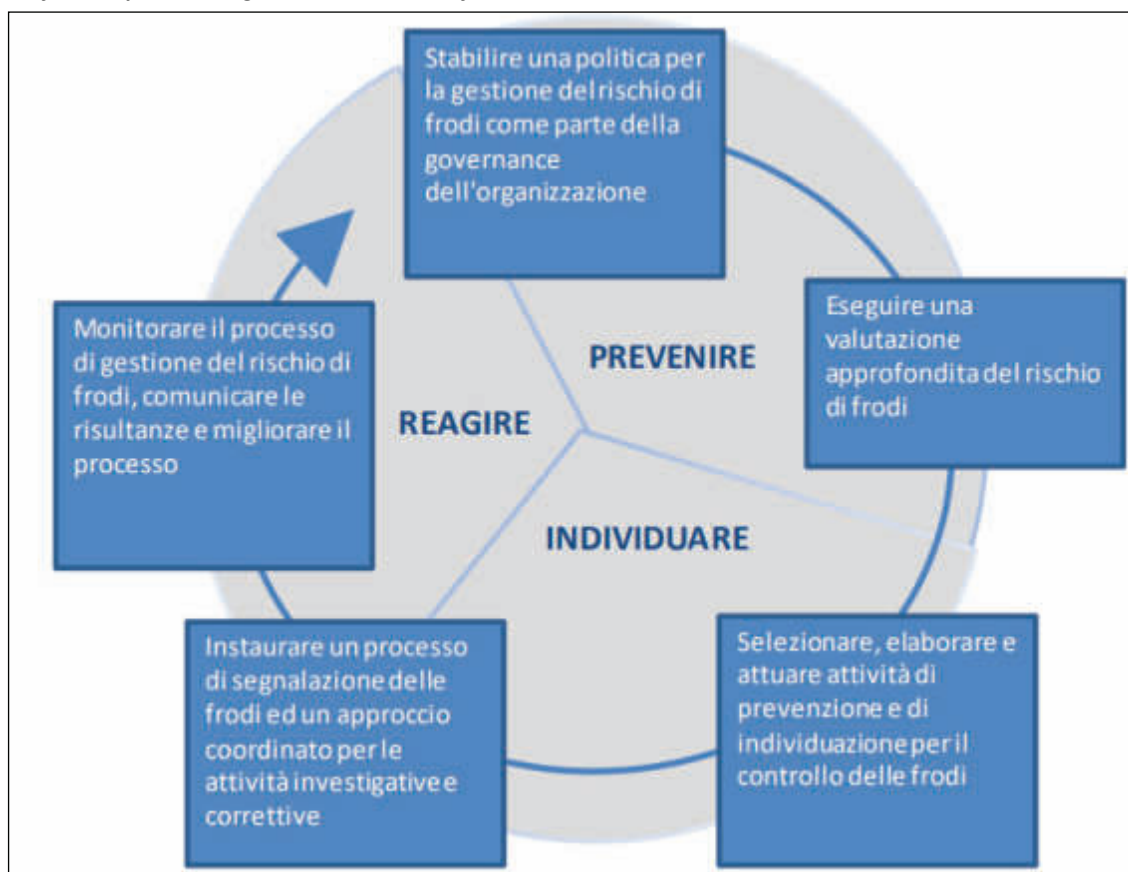 Stabilire una politica per
la gestione del rischio di
frodi come parte della
governance
dell'organizzazione
Eseguire una
valutazione
approfondita del rischio
di frodi
Selezionare, elaborare e
attuare attività di
prevenzione e di
individuazione per il
controllo delle frodi
Instaurare un processo
di segnalazione delle
frodi ed un approccio
coordinato per le
attività investigative e
correttive
Monitorare il processo
di gestione del rischio di
frodi, comunicare le
risultanze e migliorare il
processo
PREVENIRE
REAGIRE
INDIVIDUARE